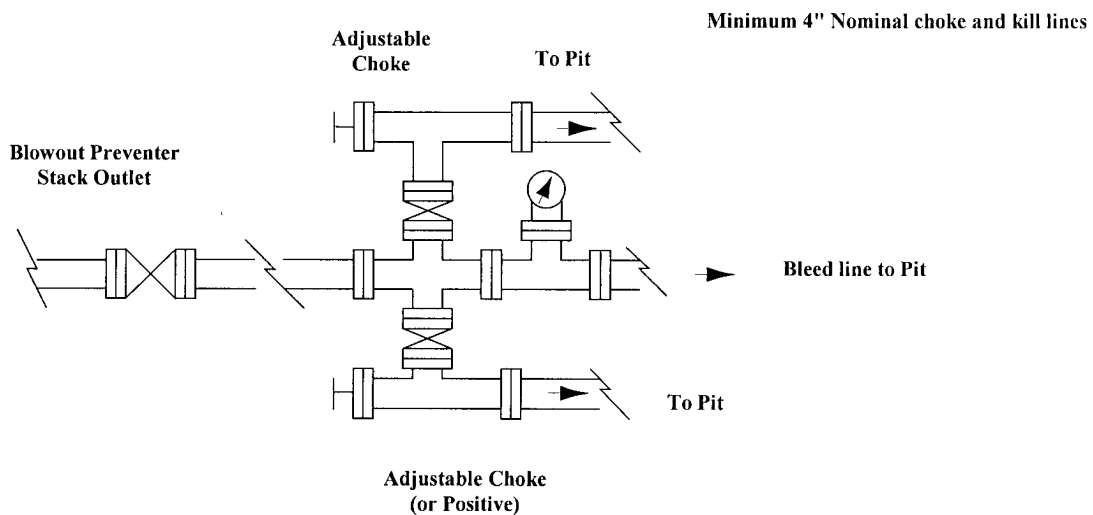 Minimum 4" Nominal choke and kill lines
Adjustable
Choke
To Pit
Blowout Preventer
Stack Outlet
Bleed line to Pit
To Pit
Adjustable Choke
(or Positive)